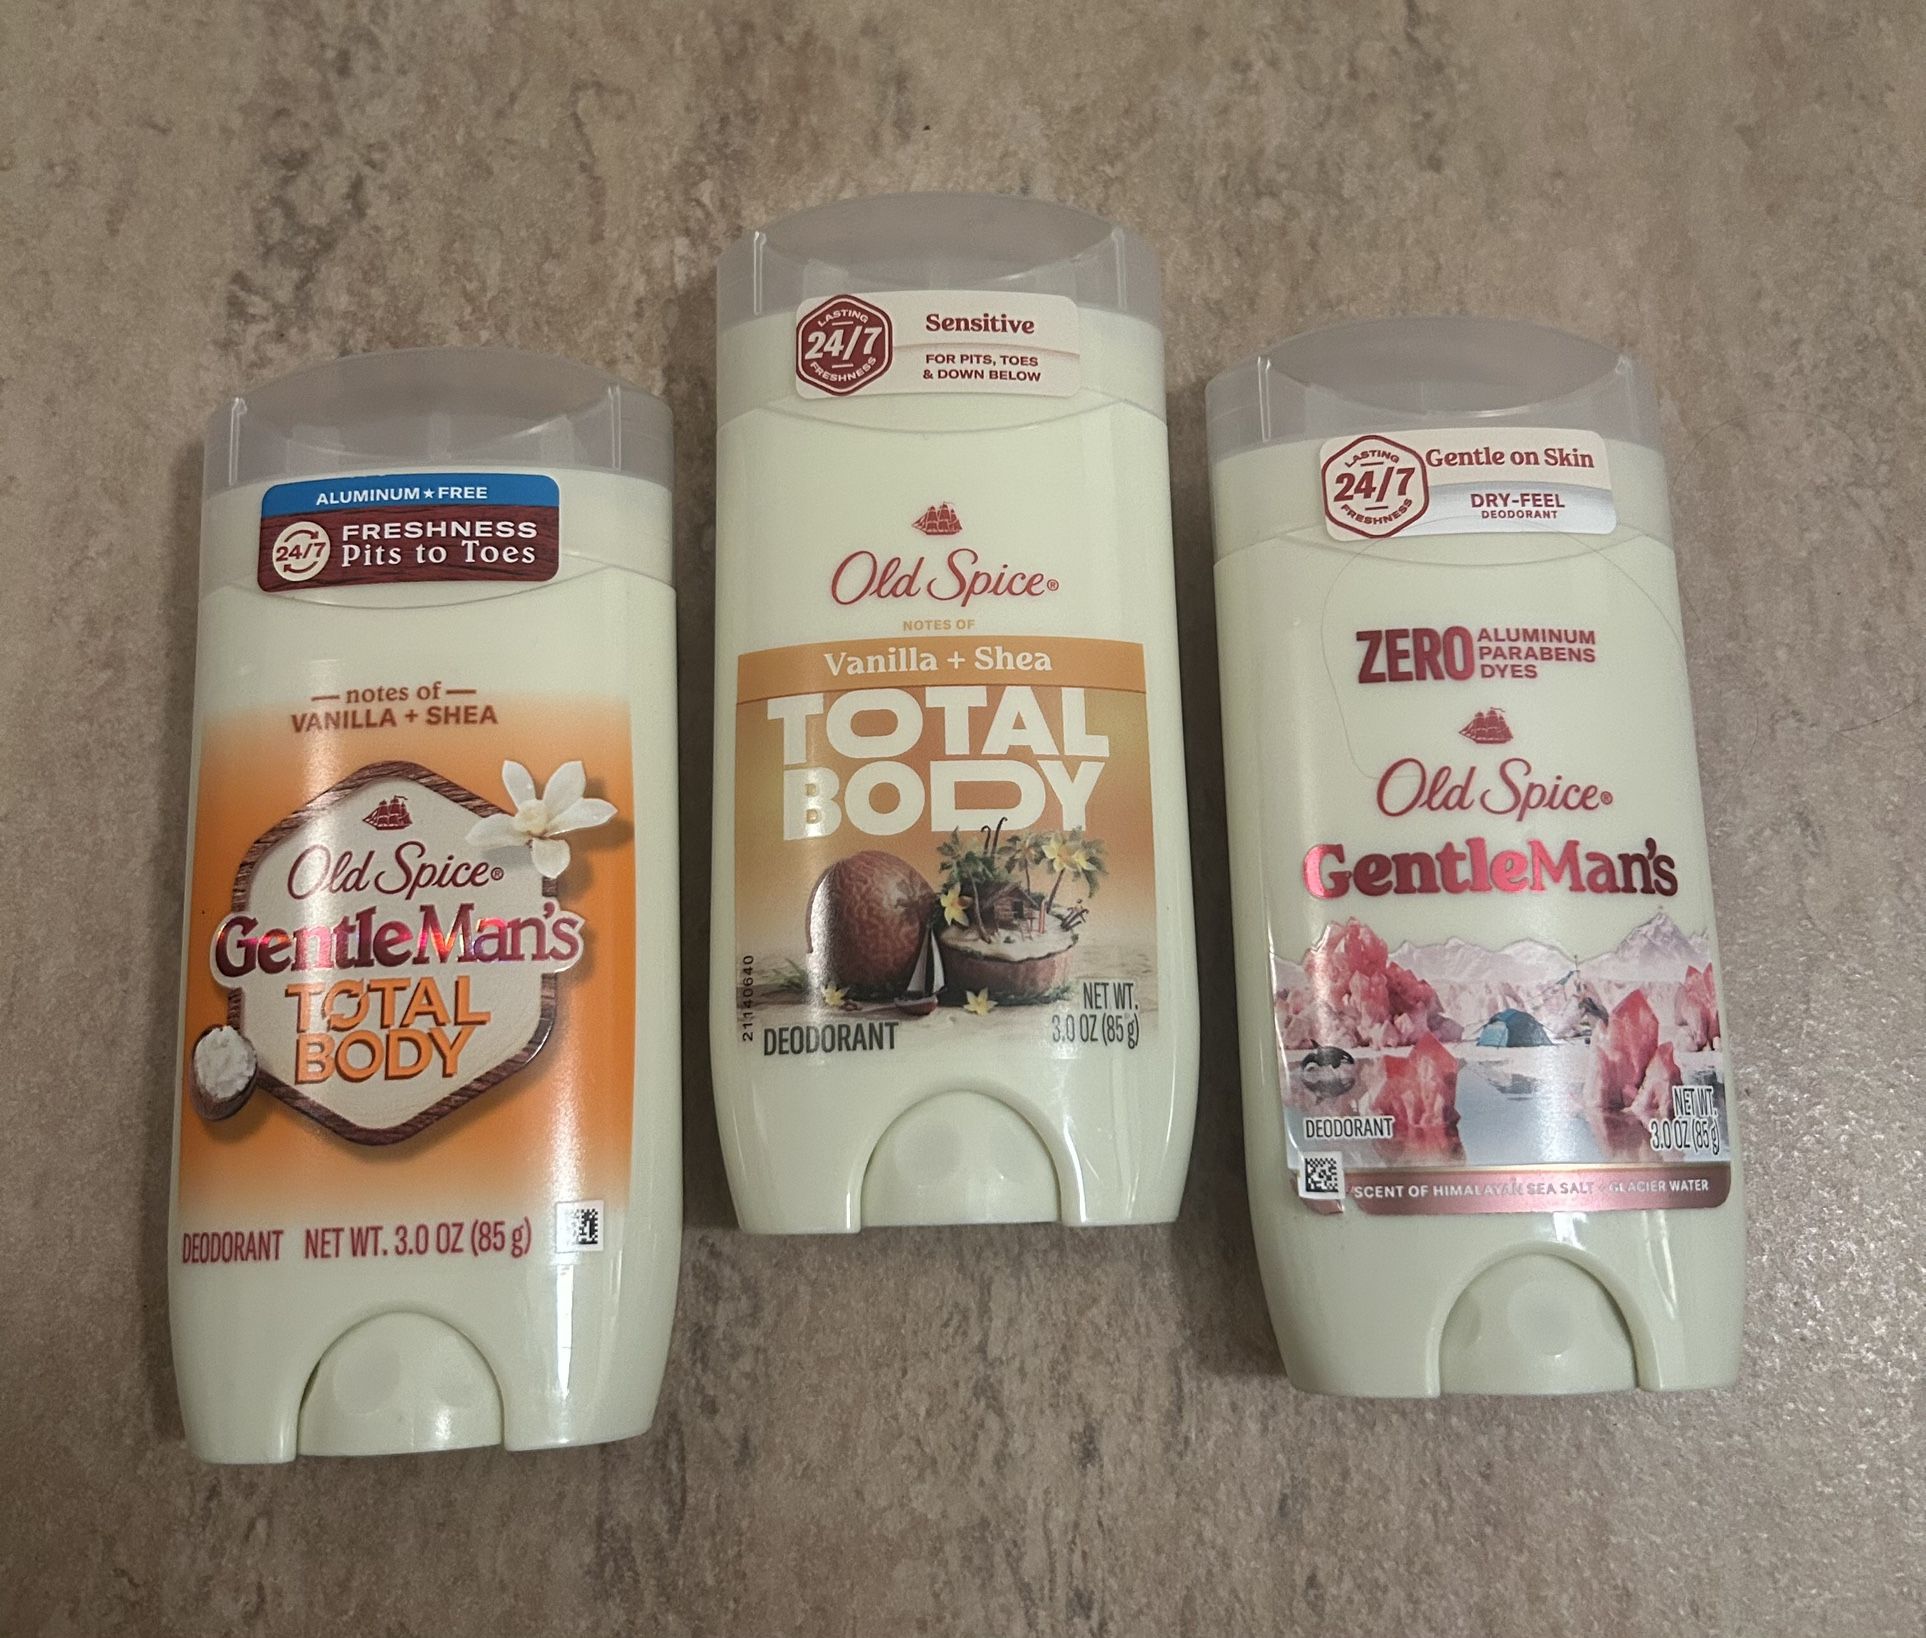 ALUMINUM★FREE
24/7
FRESHNESS
Pits to Toes
notes of
VANILLA + SHEA
Old Spice®
GentleMan's
TOTAL
BODY
DEODORANT NET WT. 3.0 OZ (85 g)
LASTING
24/7
FRESHNESS
Sensitive
FOR PITS, TOES
& DOWN BELOW
Old Spice®
NOTES OF
Vanilla + Shea
TOTAL
BODY
21140640
DEODORANT
NET WT.
3.0 OZ (85 g)
LASTING
24/7
FRESHNESS
Gentle on Skin
DRY-FEEL
DEODORANT
ZERO
ALUMINUM
PARABENS
DYES
Old Spice®
GentleMan's
DEODORANT
NET WT.
3.0 OZ (85 g)
SCENT OF HIMALAYAN SEA SALT + GLACIER WATER